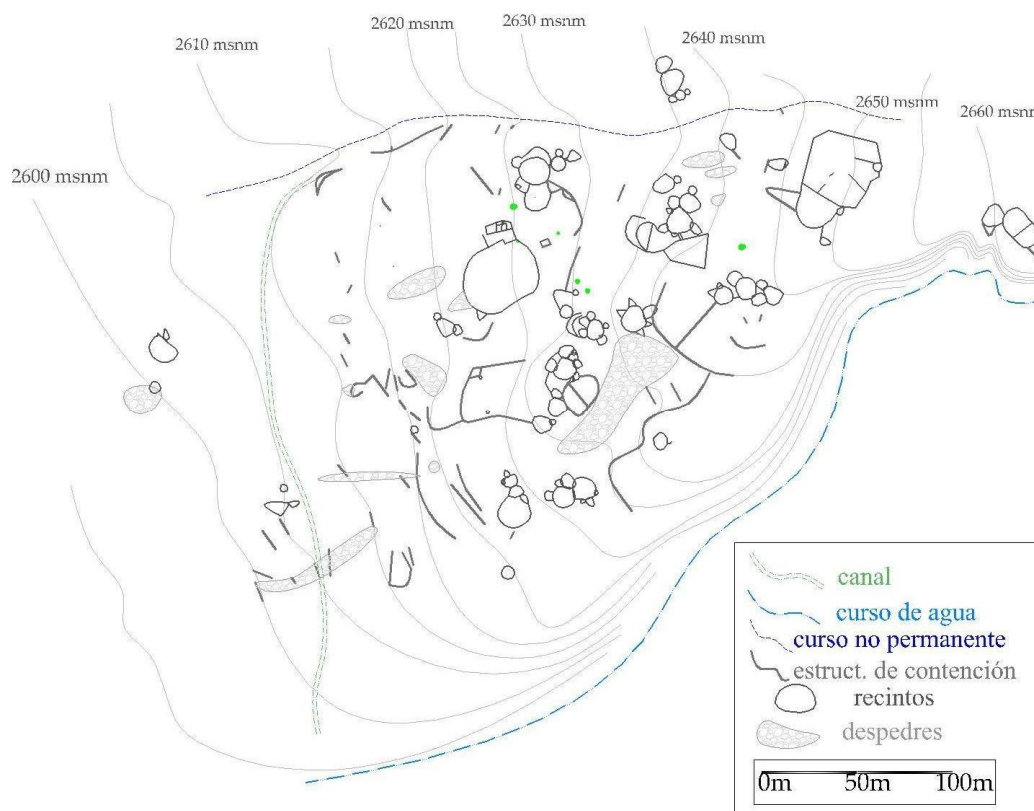 2610 msnm
2620 msnm
2630 msnm
2640 msnm
2650 msnm
2660 msnm
2600 msnm
canal
curso de agua
curso no permanente
estruct. de contención
recintos
despedres
0m 50m 100m